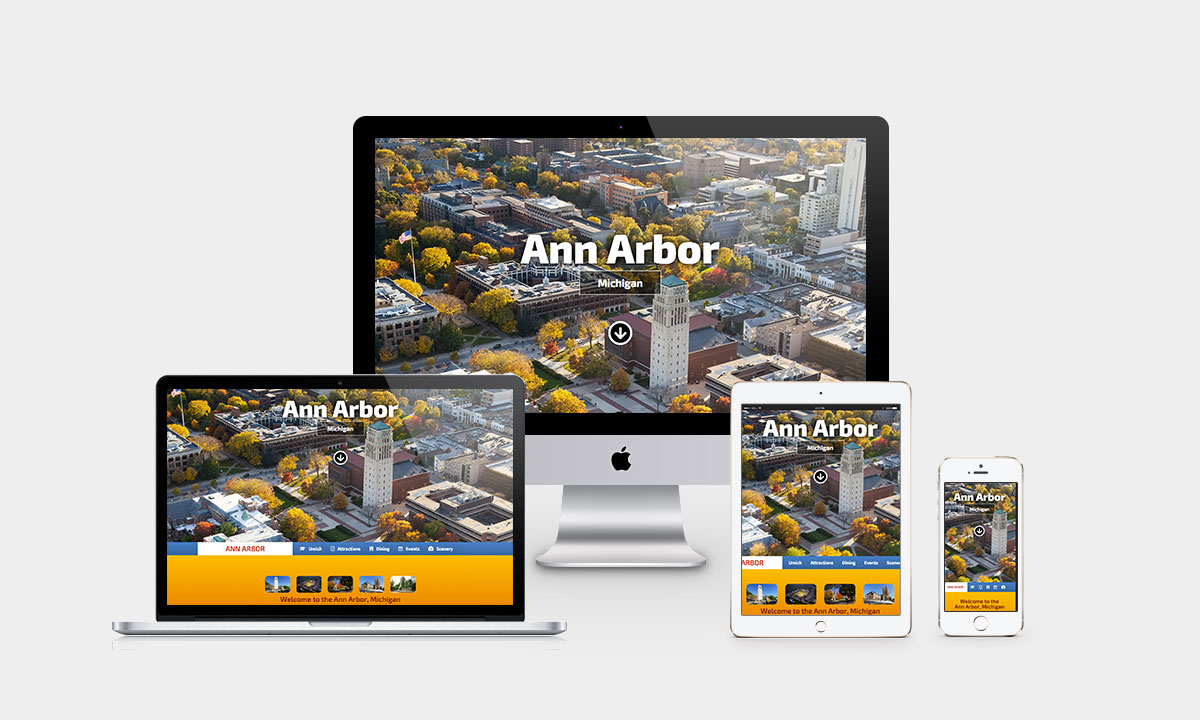 Ann Arbor
Michigan
Ann Arbor
Michigan
ANN ARBOR Umich Attractions Dining Events Scenery
Welcome to the Ann Arbor, Michigan
Ann Arbor
Michigan
ARBOR Umich Attractions Dining Events Scene
Welcome to the Ann Arbor, Michigan
Ann Arbor
Michigan
ANN ARBOR
Welcome to the
Ann Arbor, Michigan